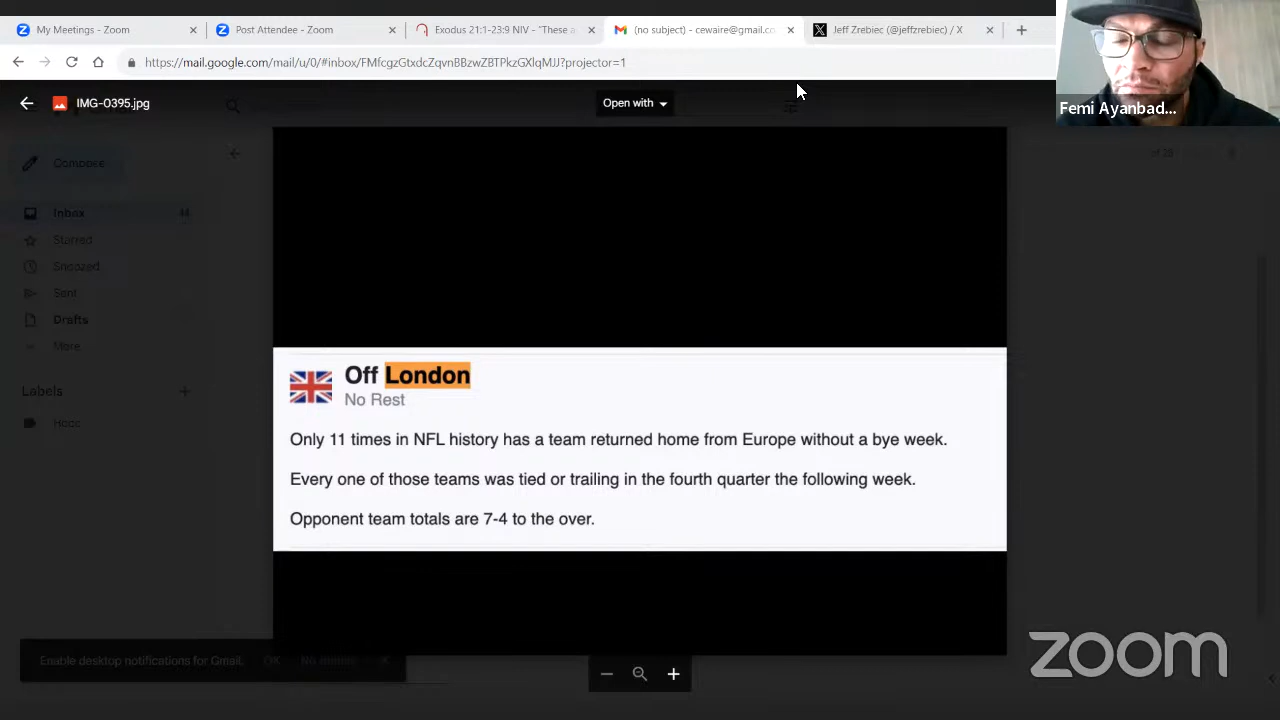 My Meetings - Zoom
Post Attendee - Zoom
Exodus 21:1-23:9 NIV - "These a
(no subject) - cewaire@gmail.co
Jeff Zrebiec (@jeffzrebiec) / X
https://mail.google.com/mail/u/0/#inbox/FMfcgzGtxdcZqvnBBzwZBTPkzGXlqMJJ?projector=1
IMG-0395.jpg
Open with
Femi Ayanbad...
Compose
of 29
Inbox
Starred
Snoozed
Sent
Drafts
More
Labels
Off London
No Rest
Only 11 times in NFL history has a team returned home from Europe without a bye week.
Every one of those teams was tied or trailing in the fourth quarter the following week.
Opponent team totals are 7-4 to the over.
Enable desktop notifications for Gmail. OK No thanks X
zoom